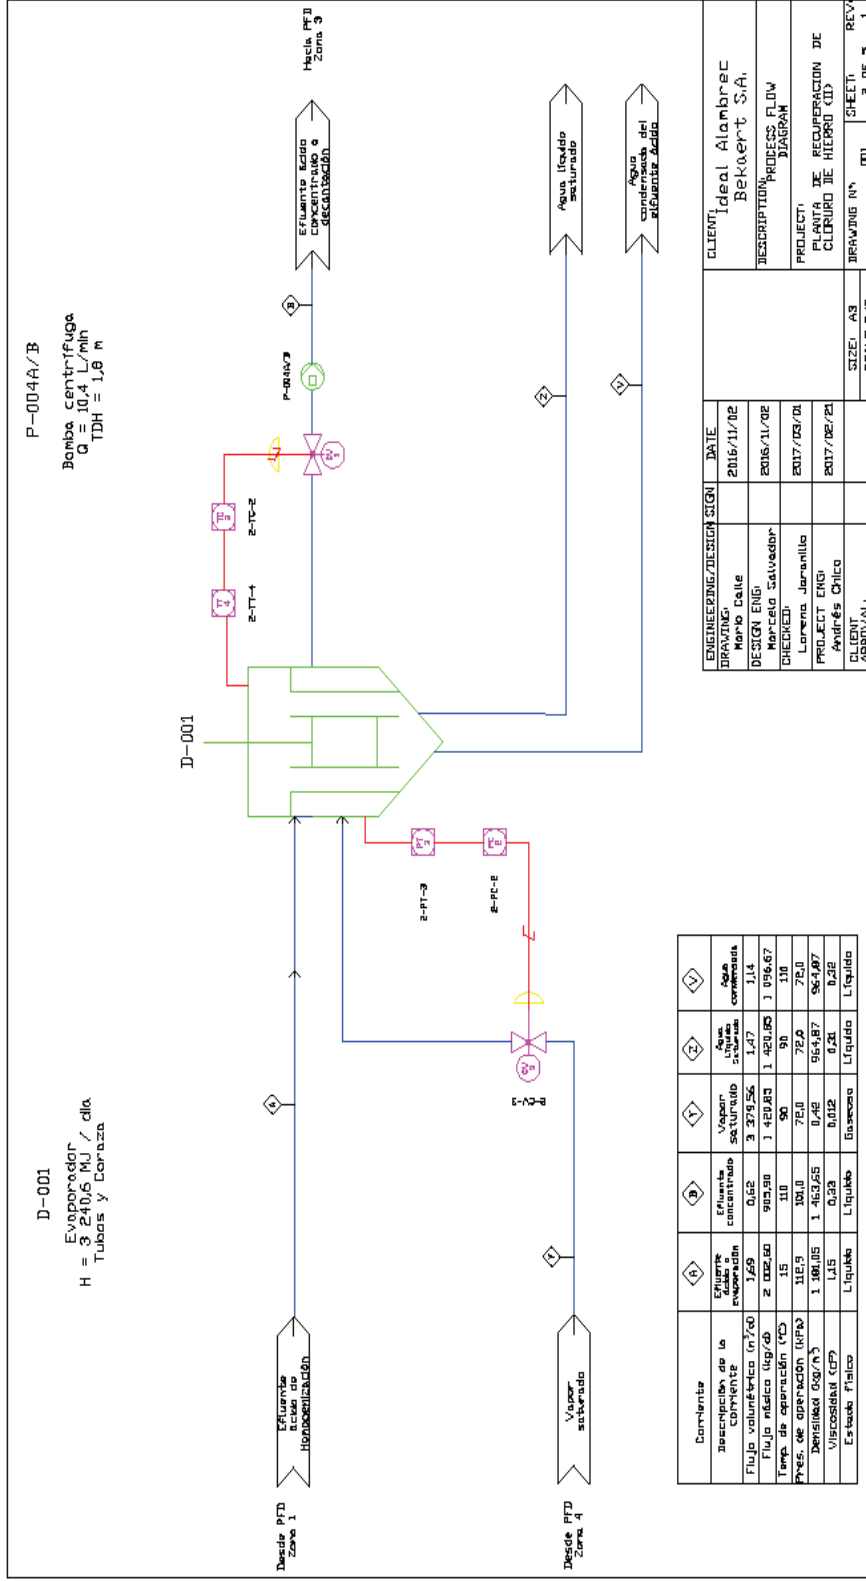 D-001
Evaporador
H = 3 240,6 MJ / día
Tubos y Coraza
P-004A/B
Bomba centrífuga
Q = 10,4 L/min
TDH = 1,8 m
Desde PFD
Zona 1
Efluente
ácido de
Homogenización
A
Desde PFD
Zona 4
Vapor
saturado
Y
D-001
PT
3
2-PT-3
PC
2
2-PC-2
TT
4
2-TT-4
2-TC-2
P-004A/B
B
Efluente ácido
concentrado a
decantación
Hacia PFD
Zona 3
Z
Agua líquido
saturado
V
Agua
condensada del
elfuente ácido
Corriente
A
B
Y
Z
V
Descripción de la
corriente
Efluente
ácido a
evaporación
Efluente
concentrado
Vapor
saturado
Agua
Líquido
Saturado
Agua
condensada
Flujo volumétrico (m³/d) 1,69 0,62 3 379,56 1,47 1,14
Flujo másico (kg/d) 2 002,60 905,90 1 420,85 1 420,85 1 096,67
Temp. de operación (°C) 15 110 90 90 110
Pres. de operación (kPa) 112,9 101,0 72,0 72,0 72,0
Densidad (kg/m³) 1 181,05 1 463,65 0,42 964,87 964,87
Viscosidad (cP) 1,15 0,33 0,012 0,31 0,32
Estado físico Líquido Líquido Gaseoso Líquido Líquido
ENGINEERING/DESIGN SIGN DATE
DRAWING:
Mario Calle 2016/11/02
DESIGN ENG:
Marcelo Salvador 2016/11/02
CHECKED:
Lorena Jaramillo 2017/03/01
PROJECT ENG:
Andrés Chico 2017/02/21
CLIENT
APPROVAL:
CLIENT:
Ideal Alambrec
Bekaert S.A.
DESCRIPTION:
PROCESS FLOW
DIAGRAM
PROJECT:
PLANTA DE RECUPERACION DE
CLORURO DE HIERRO (II)
SIZE: A3
DRAWING Nº: 001
SHEET:
REV: